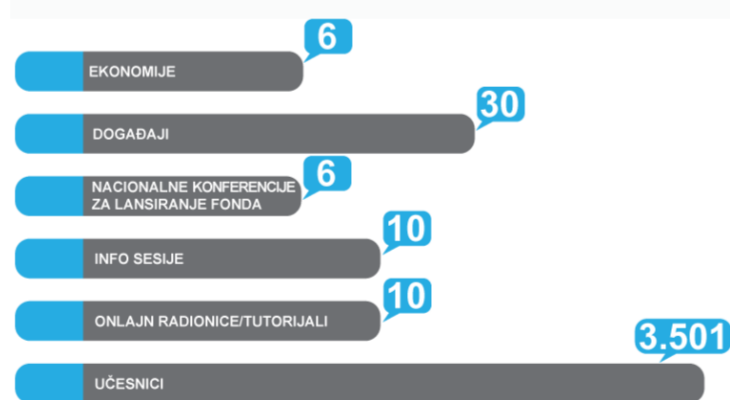 6
EKONOMIJE
30
DOGAĐAJI
6
NACIONALNE KONFERENCIJE
ZA LANSIRANJE FONDA
10
INFO SESIJE
10
ONLAJN RADIONICE/TUTORIJALI
3.501
UČESNICI